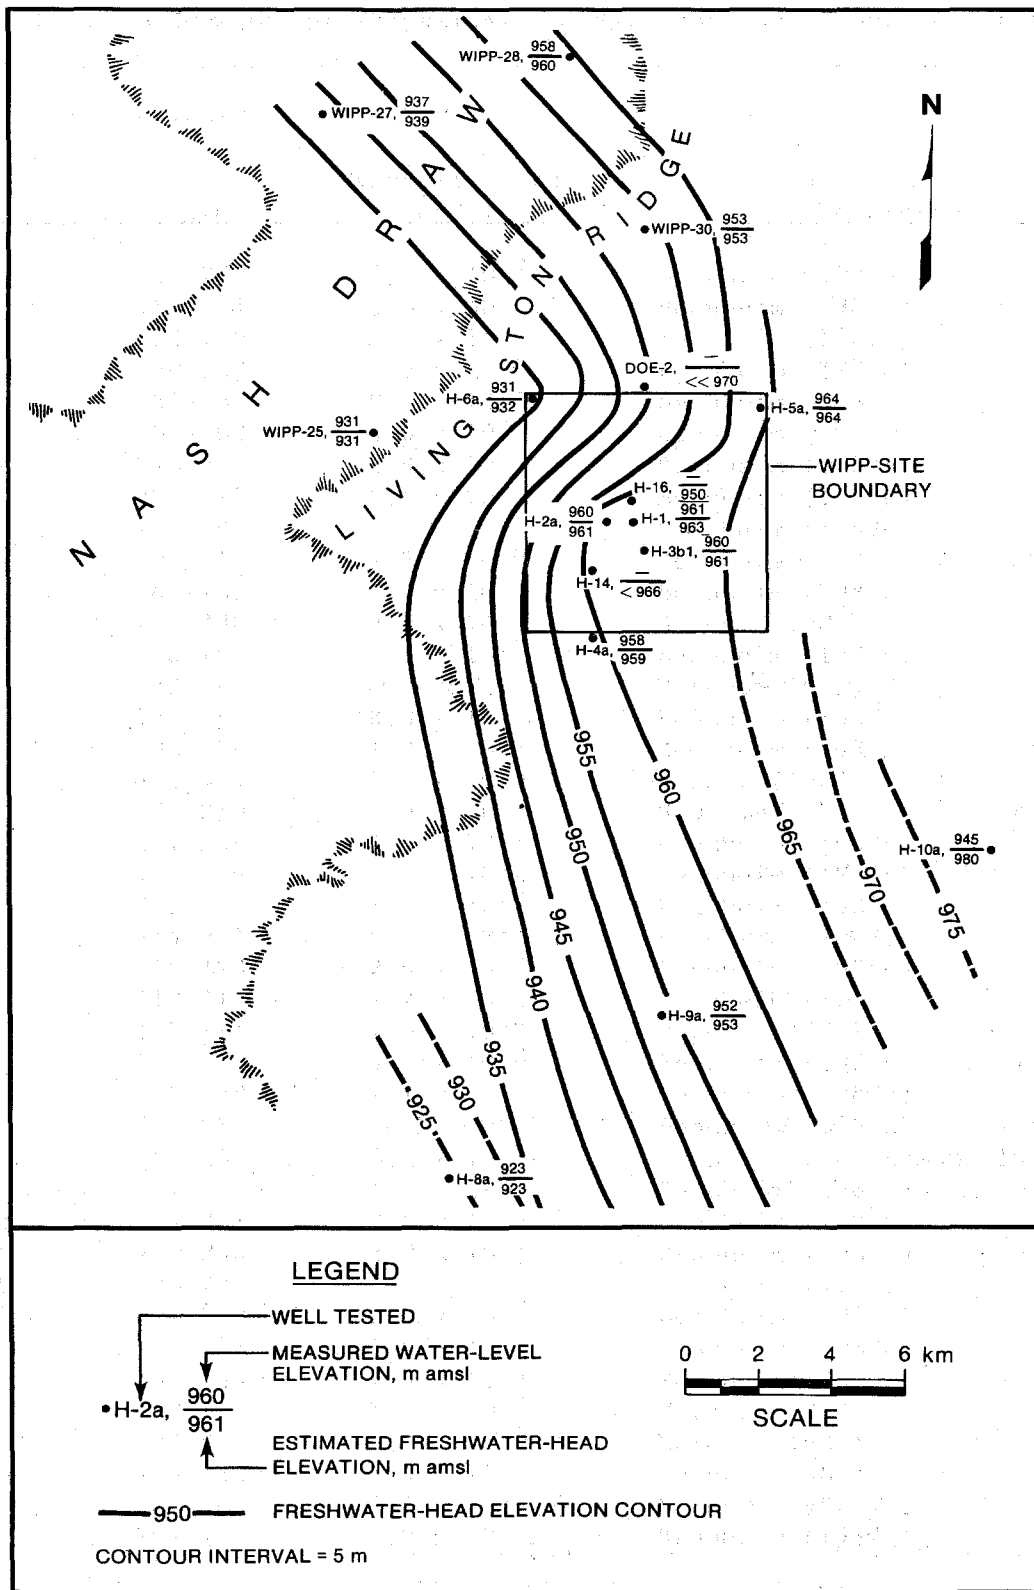 WIPP-28, 958
960
WIPP-27, 937
939
N
NASH DRAW
LIVINGSTON RIDGE
WIPP-30, 953
953
DOE-2, —
<< 970
H-6a, 931
932
H-5a, 964
964
WIPP-25, 931
931
WIPP-SITE
BOUNDARY
H-16, —
950
H-2a, 960
961
H-1, 961
963
H-3b1, 960
961
H-14, —
< 966
H-4a, 958
959
955
960
950
965
970
H-10a, 945
980
975
945
940
H-9a, 952
953
935
930
925
H-8a, 923
923
LEGEND
WELL TESTED
MEASURED WATER-LEVEL
ELEVATION, m amsl
H-2a, 960
961
ESTIMATED FRESHWATER-HEAD
ELEVATION, m amsl
950 FRESHWATER-HEAD ELEVATION CONTOUR
CONTOUR INTERVAL = 5 m
0 2 4 6 km
SCALE